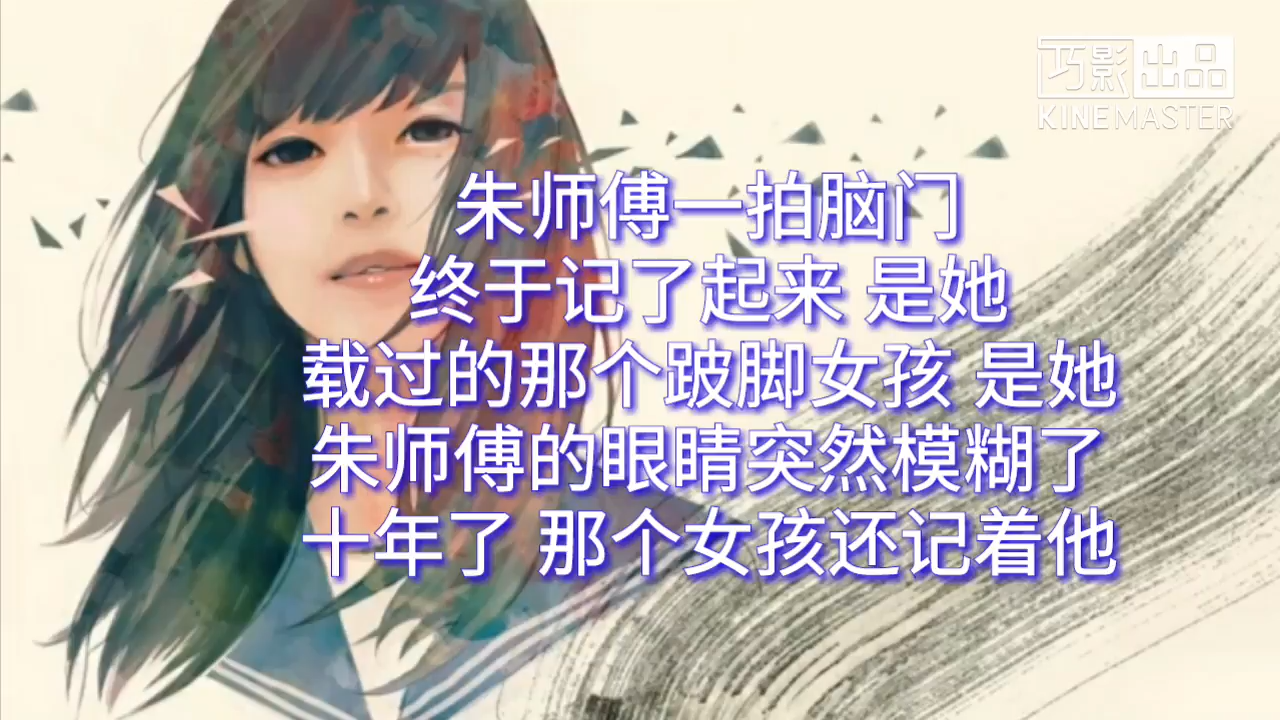 巧影出品
KINEMASTER
朱师傅一拍脑门
终于记了起来 是她
载过的那个跛脚女孩 是她
朱师傅的眼睛突然模糊了
十年了 那个女孩还记着他